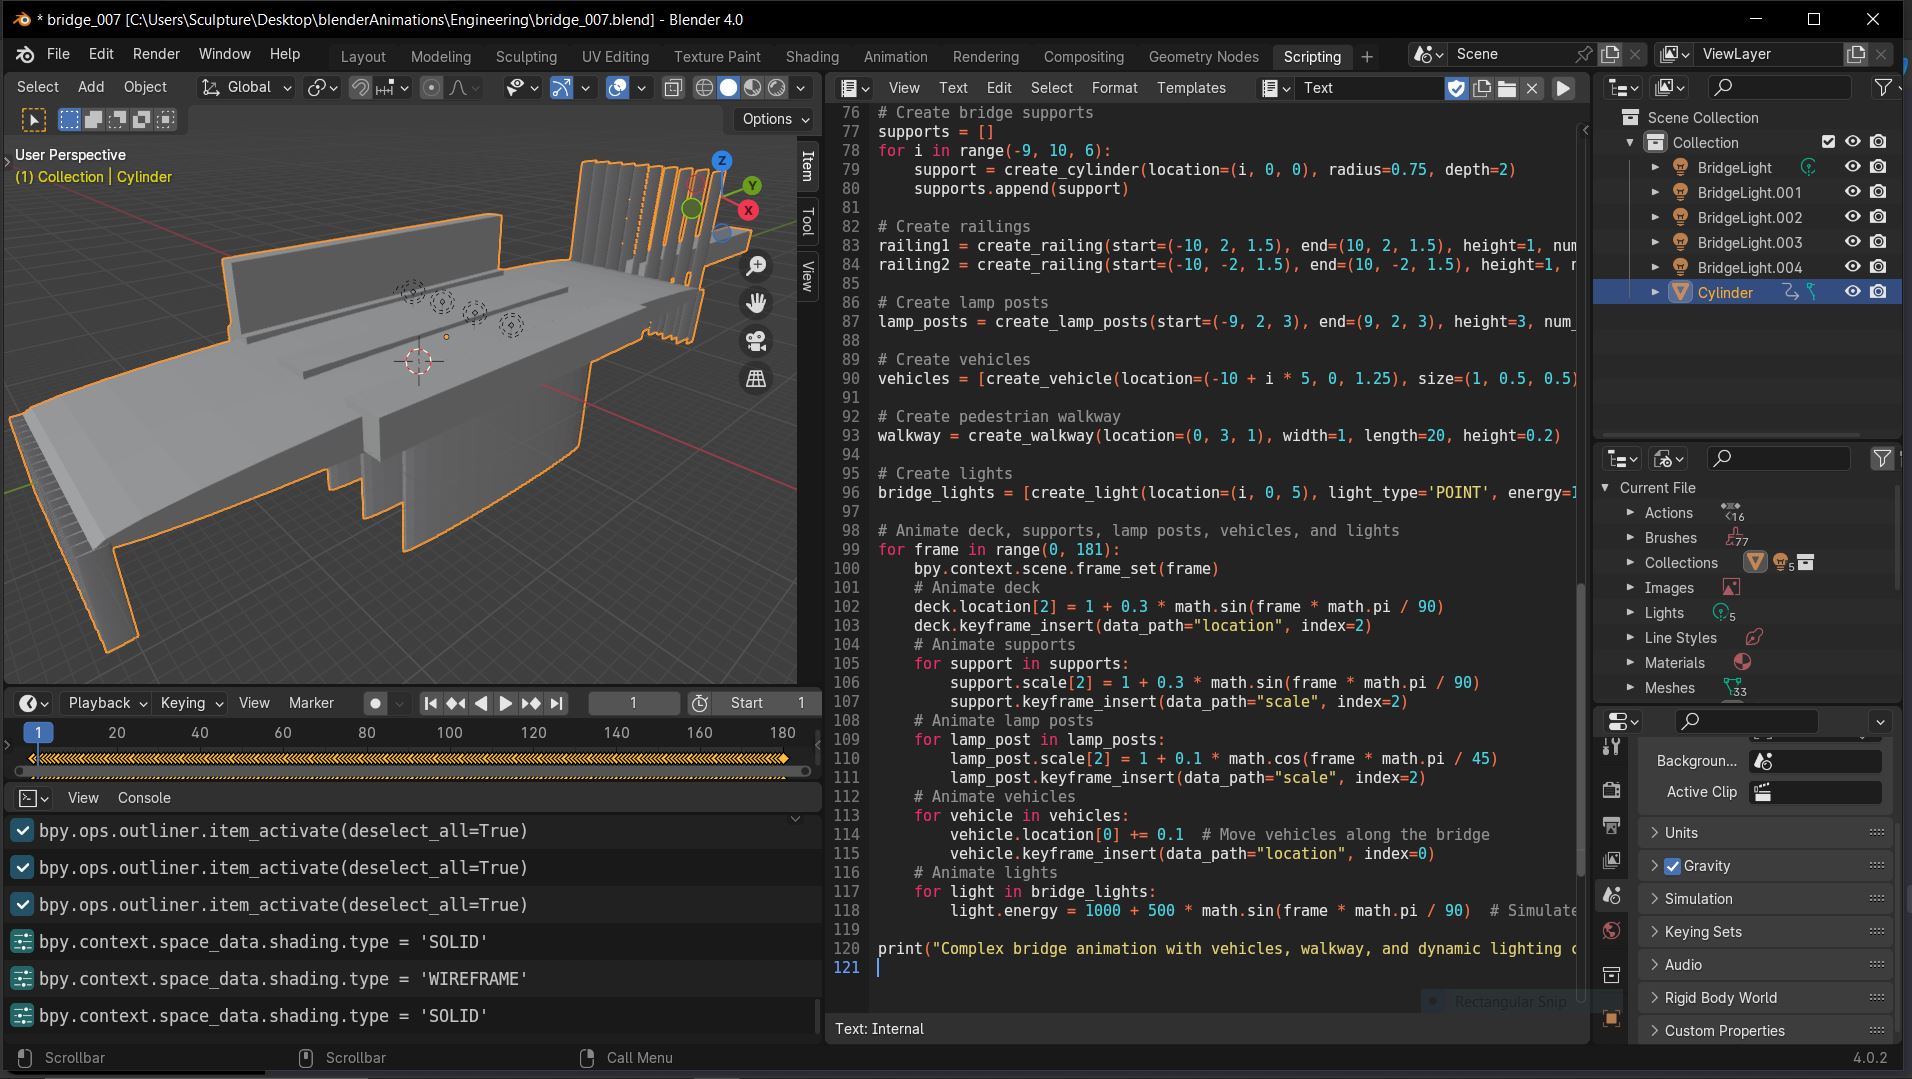 * bridge_007 [C:\Users\Sculpture\Desktop\blenderAnimations\Engineering\bridge_007.blend] - Blender 4.0
File Edit Render Window Help Layout Modeling Sculpting UV Editing Texture Paint Shading Animation Rendering Compositing Geometry Nodes Scripting + Scene ViewLayer
Select Add Object Global
Options
User Perspective
(1) Collection | Cylinder
Z
Y
X
Item
Tool
View
Playback Keying View Marker 1 Start 1
1 20 40 60 80 100 120 140 160 180
View Console
bpy.ops.outliner.item_activate(deselect_all=True)
bpy.ops.outliner.item_activate(deselect_all=True)
bpy.ops.outliner.item_activate(deselect_all=True)
bpy.context.space_data.shading.type = 'SOLID'
bpy.context.space_data.shading.type = 'WIREFRAME'
bpy.context.space_data.shading.type = 'SOLID'
View Text Edit Select Format Templates Text
76 # Create bridge supports
77 supports = []
78 for i in range(-9, 10, 6):
79 support = create_cylinder(location=(i, 0, 0), radius=0.75, depth=2)
80 supports.append(support)
81
82 # Create railings
83 railing1 = create_railing(start=(-10, 2, 1.5), end=(10, 2, 1.5), height=1, num
84 railing2 = create_railing(start=(-10, -2, 1.5), end=(10, -2, 1.5), height=1, n
85
86 # Create lamp posts
87 lamp_posts = create_lamp_posts(start=(-9, 2, 3), end=(9, 2, 3), height=3, num_
88
89 # Create vehicles
90 vehicles = [create_vehicle(location=(-10 + i * 5, 0, 1.25), size=(1, 0.5, 0.5)
91
92 # Create pedestrian walkway
93 walkway = create_walkway(location=(0, 3, 1), width=1, length=20, height=0.2)
94
95 # Create lights
96 bridge_lights = [create_light(location=(i, 0, 5), light_type='POINT', energy=1
97
98 # Animate deck, supports, lamp posts, vehicles, and lights
99 for frame in range(0, 181):
100 bpy.context.scene.frame_set(frame)
101 # Animate deck
102 deck.location[2] = 1 + 0.3 * math.sin(frame * math.pi / 90)
103 deck.keyframe_insert(data_path="location", index=2)
104 # Animate supports
105 for support in supports:
106 support.scale[2] = 1 + 0.3 * math.sin(frame * math.pi / 90)
107 support.keyframe_insert(data_path="scale", index=2)
108 # Animate lamp posts
109 for lamp_post in lamp_posts:
110 lamp_post.scale[2] = 1 + 0.1 * math.cos(frame * math.pi / 45)
111 lamp_post.keyframe_insert(data_path="scale", index=2)
112 # Animate vehicles
113 for vehicle in vehicles:
114 vehicle.location[0] += 0.1 # Move vehicles along the bridge
115 vehicle.keyframe_insert(data_path="location", index=0)
116 # Animate lights
117 for light in bridge_lights:
118 light.energy = 1000 + 500 * math.sin(frame * math.pi / 90) # Simulate
119
120 print("Complex bridge animation with vehicles, walkway, and dynamic lighting c
121
Rectangular Snip
Text: Internal
Scene Collection
Collection
BridgeLight
BridgeLight.001
BridgeLight.002
BridgeLight.003
BridgeLight.004
Cylinder
Current File
Actions 16
Brushes 77
Collections 5
Images
Lights 5
Line Styles
Materials
Meshes 33
Backgroun...
Active Clip
Units
Gravity
Simulation
Keying Sets
Audio
Rigid Body World
Custom Properties
Scrollbar Scrollbar Call Menu 4.0.2